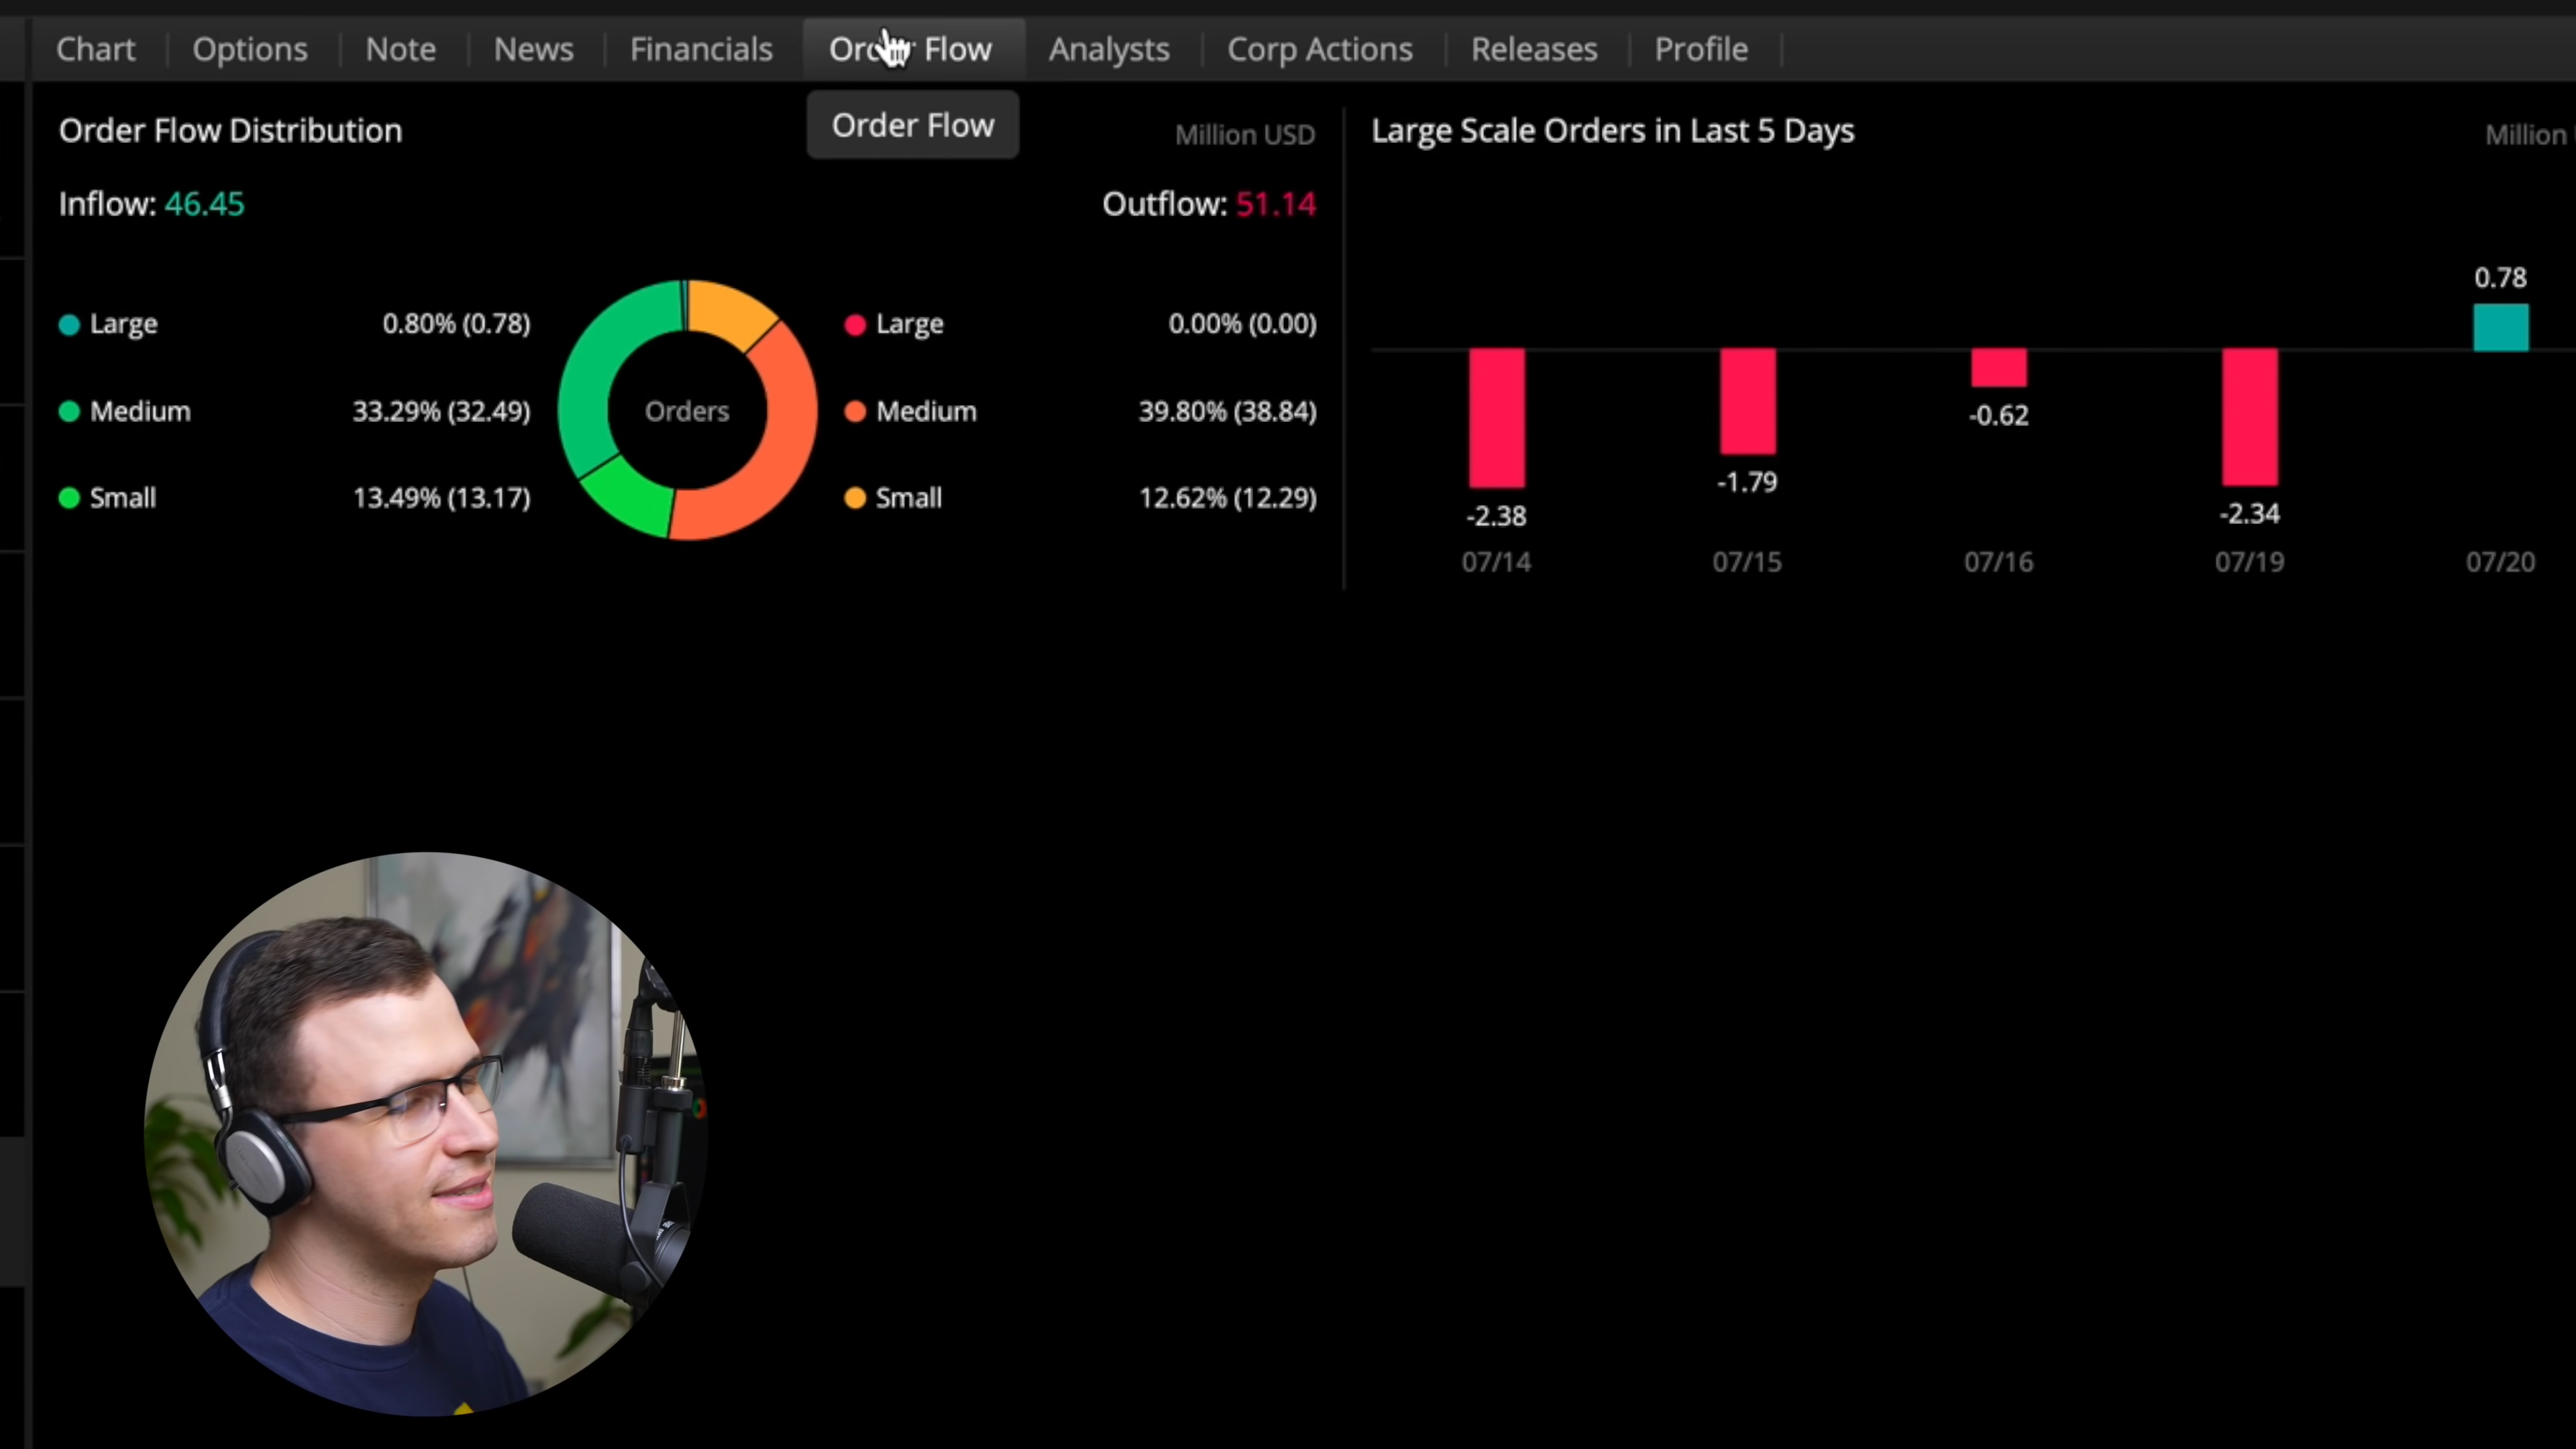 Chart
Options
Note
News
Financials
Flow
Analysts
Corp Actions
Releases
Profile
Order Flow
Order Flow Distribution
Million USD
Inflow: 46.45
Outflow: 51.14
Large 0.80% (0.78)
Medium 33.29% (32.49)
Small 13.49% (13.17)
Orders
Large 0.00% (0.00)
Medium 39.80% (38.84)
Small 12.62% (12.29)
Large Scale Orders in Last 5 Days
Million
0.78
-2.38
-1.79
-0.62
-2.34
07/14
07/15
07/16
07/19
07/20